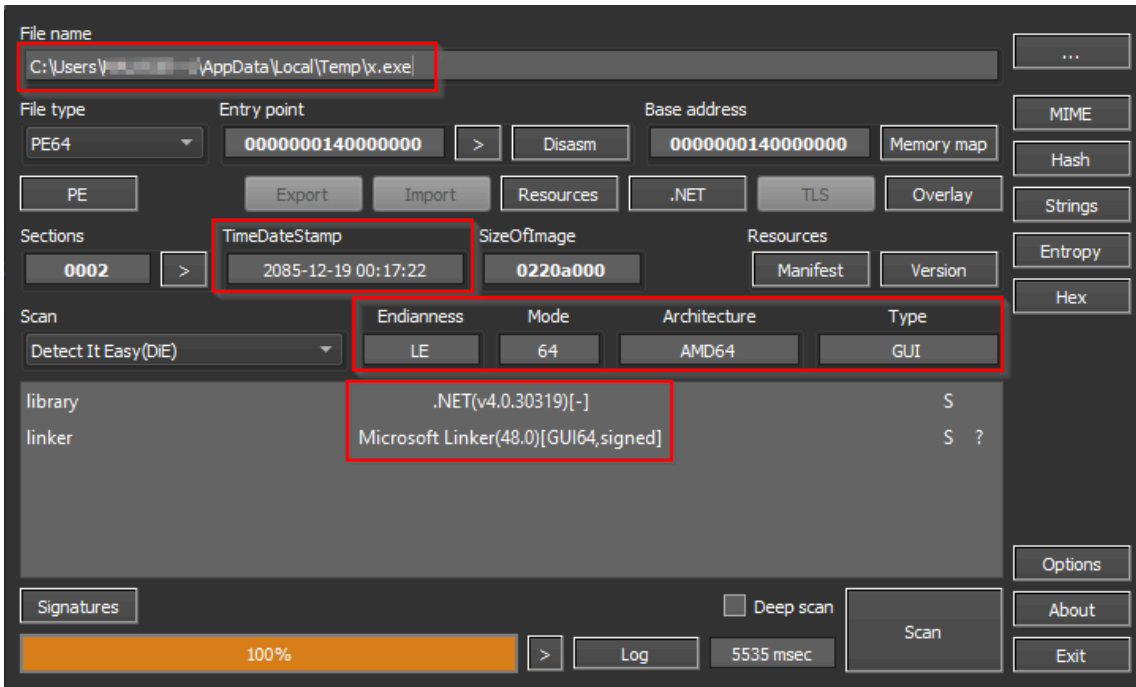 File name
C:\Users\ \AppData\Local\Temp\x.exe
...
File type Entry point Base address
PE64 0000000140000000 > Disasm 0000000140000000 Memory map
MIME
Hash
PE Export Import Resources .NET TLS Overlay
Strings
Sections TimeDateStamp SizeOfImage Resources
0002 > 2085-12-19 00:17:22 0220a000 Manifest Version
Entropy
Hex
Scan Endianness Mode Architecture Type
Detect It Easy(DiE) LE 64 AMD64 GUI
library .NET(v4.0.30319)[-] S
linker Microsoft Linker(48.0)[GUI64,signed] S ?
Options
Signatures Deep scan
Scan
About
100% > Log 5535 msec
Exit